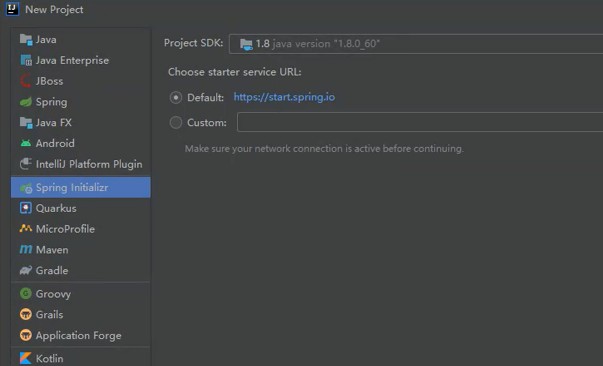 New Project
Java
Java Enterprise
JBoss
Spring
Java FX
Android
IntelliJ Platform Plugin
Spring Initializr
Quarkus
MicroProfile
Maven
Gradle
Groovy
Grails
Application Forge
Kotlin
Project SDK: 1.8 java version "1.8.0_60"
Choose starter service URL:
Default: https://start.spring.io
Custom:
Make sure your network connection is active before continuing.